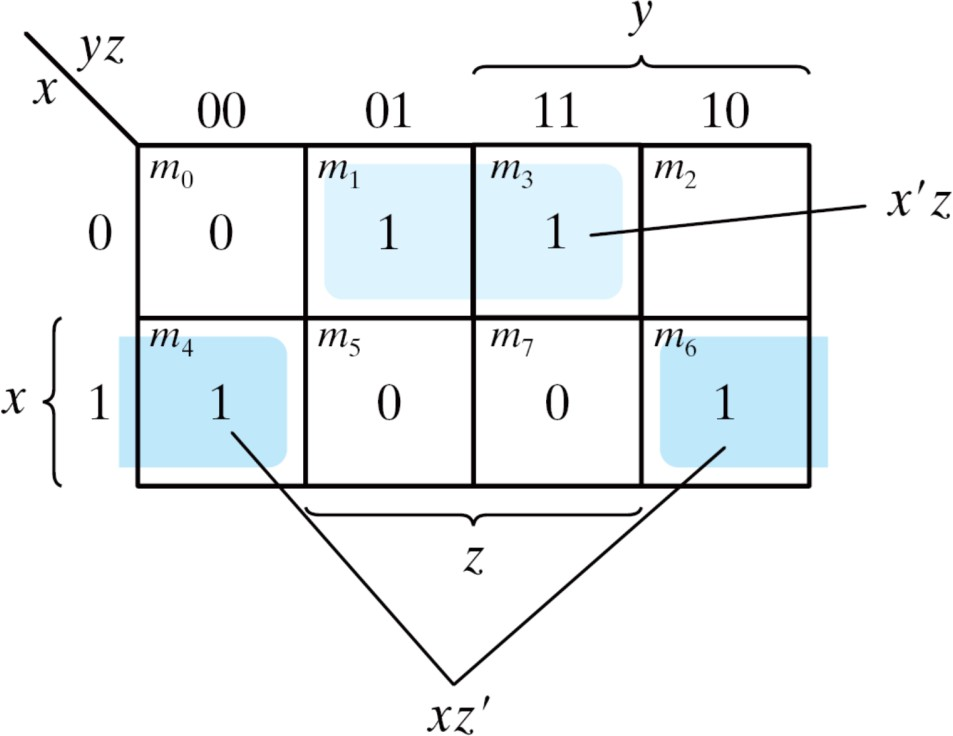 y
yz
x
00 01 11 10
m₀ m₁ m₃ m₂
0 0 1 1 x′z
m₄ m₅ m₇ m₆
x 1 1 0 0 1
z
xz′